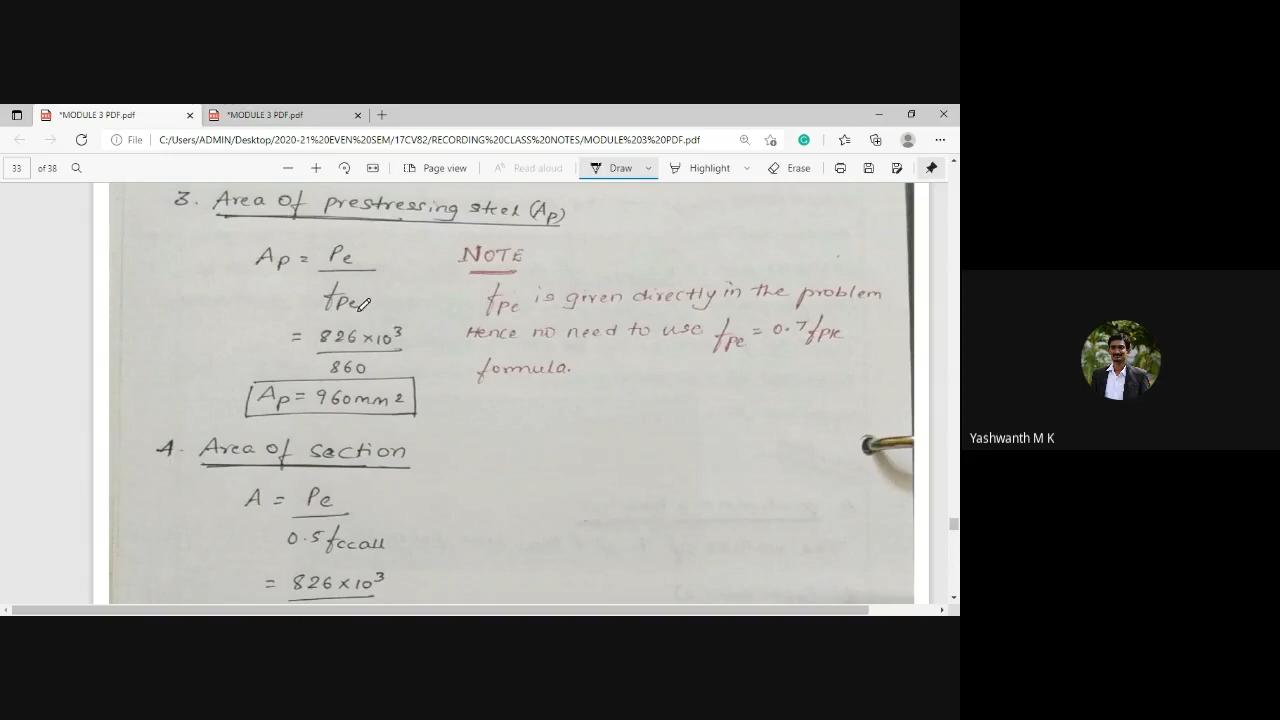 *MODULE 3 PDF.pdf
*MODULE 3 PDF.pdf
File C:/Users/ADMIN/Desktop/2020-21%20EVEN%20SEM/17CV82/RECORDING%20CLASS%20NOTES/MODULE%203%20PDF.pdf
33 of 38 Page view Read aloud Draw Highlight Erase
3. Area of prestressing steel (Ap)
Ap = Pe / fpe
= 826 × 10³ / 860
Ap = 960mm²
NOTE
fpe is given directly in the problem
Hence no need to use fpe = 0.7 fpk
formula.
4. Area of section
A = Pe / 0.5 fccall
= 826 × 10³
Yashwanth M K